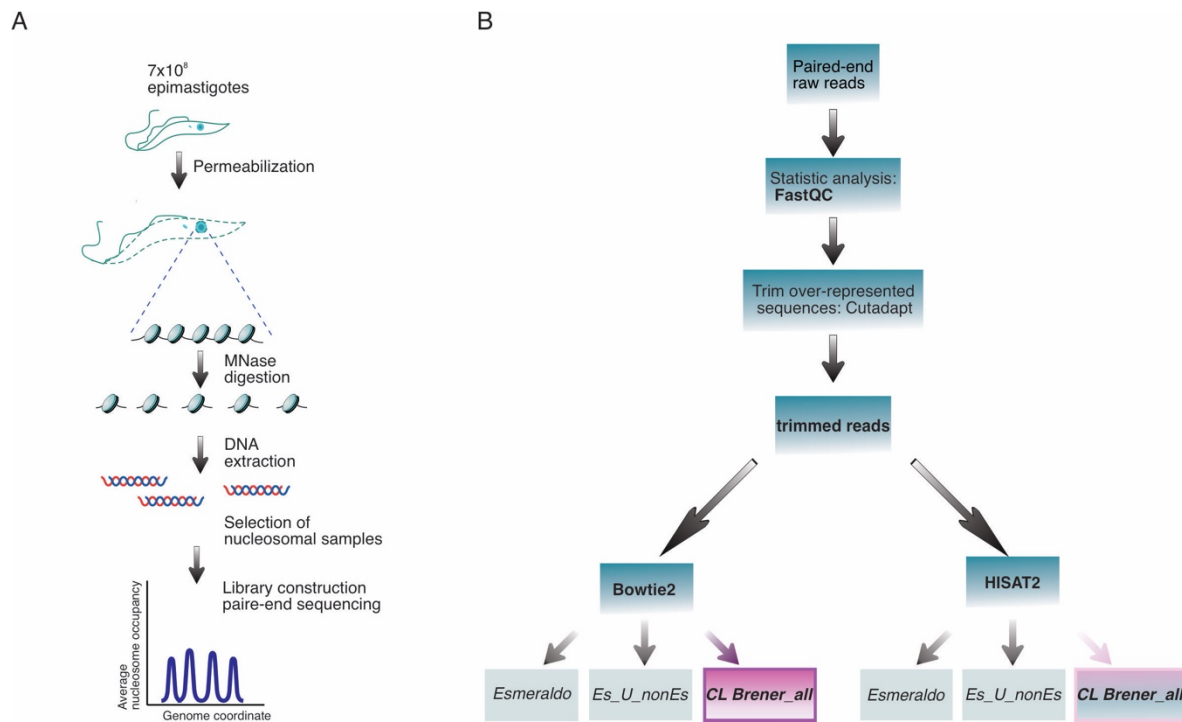 A
7x10⁸
epimastigotes
Permeabilization
MNase
digestion
DNA
extraction
Selection of
nucleosomal samples
Library construction
paire-end sequencing
Average
nucleosome occupancy
Genome coordinate
B
Paired-end
raw reads
Statistic analysis:
FastQC
Trim over-represented
sequences: Cutadapt
trimmed reads
Bowtie2
HISAT2
Esmeraldo
Es_U_nonEs
CL Brener_all
Esmeraldo
Es_U_nonEs
CL Brener_all